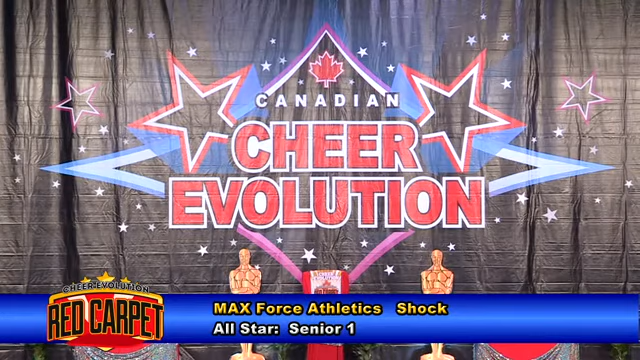 CANADIAN
CHEER
EVOLUTION
CHEER EVOLUTION
RED CARPET
MAX Force Athletics Shock
All Star: Senior 1